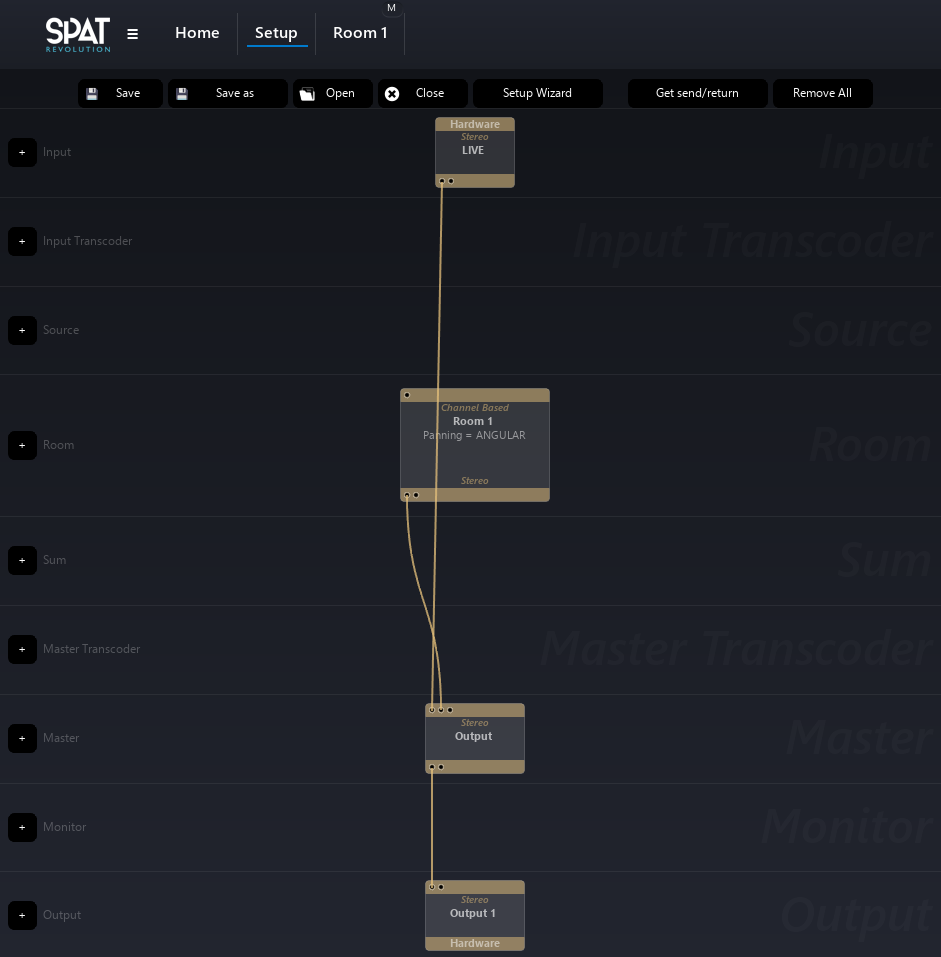 M
SPAT
REVOLUTION
Home
Setup
Room 1
Save
Save as
Open
Close
Setup Wizard
Get send/return
Remove All
Hardware
Stereo
LIVE
+ Input
Input
+ Input Transcoder
Input Transcoder
+ Source
Source
Channel Based
Room 1
Panning = ANGULAR
Stereo
+ Room
Room
+ Sum
Sum
+ Master Transcoder
Master Transcoder
Stereo
Output
+ Master
Master
+ Monitor
Monitor
Stereo
Output 1
Hardware
+ Output
Output